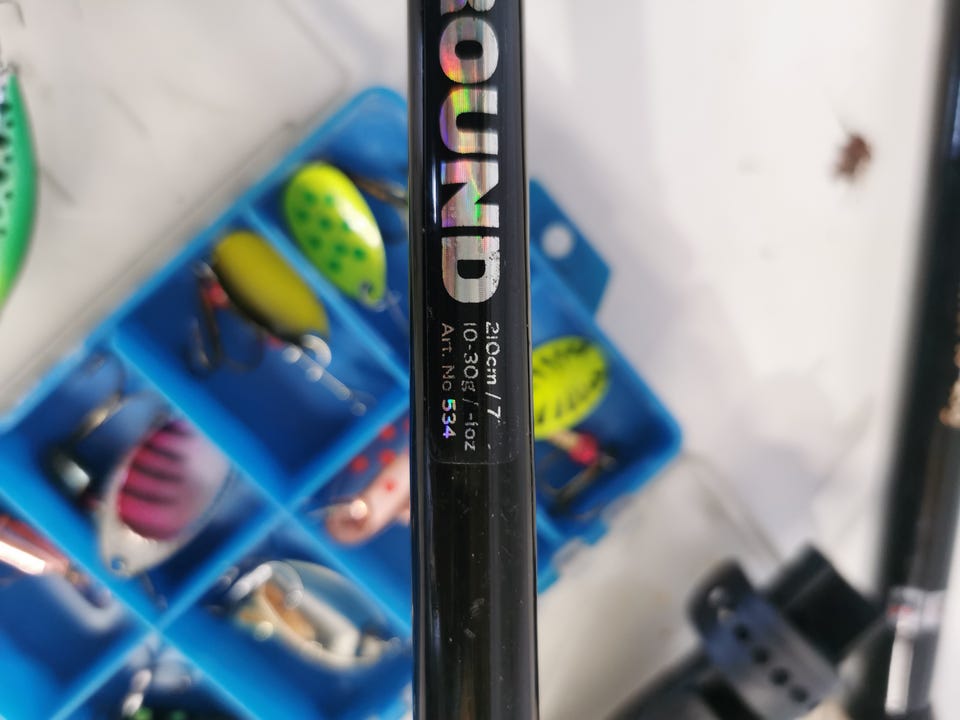 ROUND
210cm / 7'
10-30g / -1oz
Art. No 534